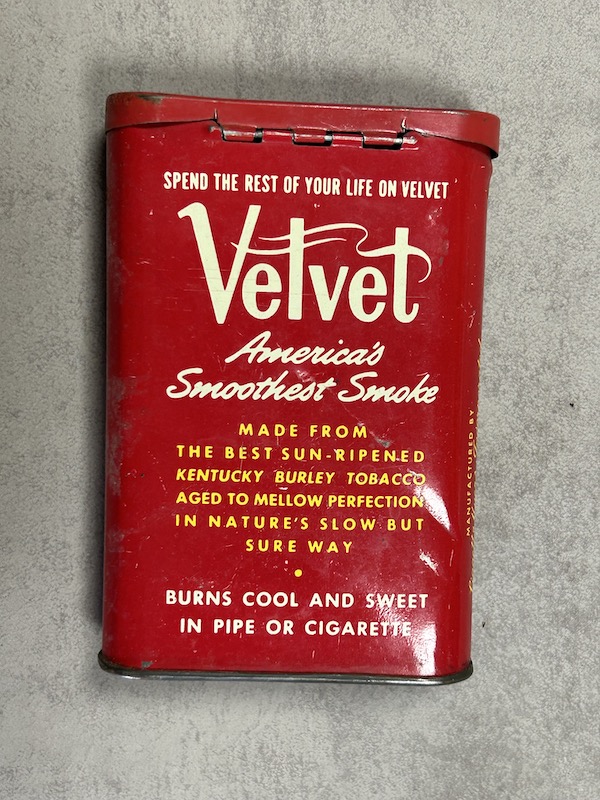 SPEND THE REST OF YOUR LIFE ON VELVET
Velvet
America's
Smoothest Smoke
MADE FROM
THE BEST SUN-RIPENED
KENTUCKY BURLEY TOBACCO
AGED TO MELLOW PERFECTION
IN NATURE'S SLOW BUT
SURE WAY
BURNS COOL AND SWEET
IN PIPE OR CIGARETTE
MANUFACTURED BY